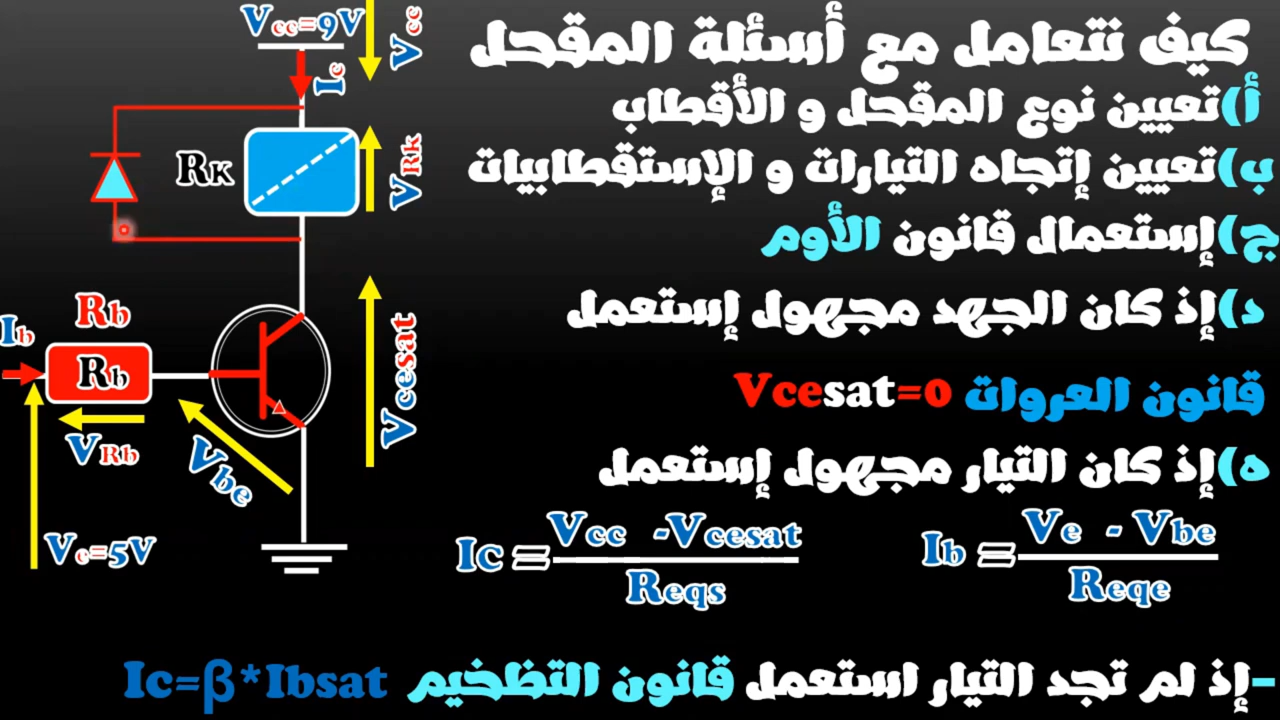 كيف نتعامل مع أسئلة المقحل
أ)تعيين نوع المقحل و الأقطاب
ب)تعيين إتجاه التيارات و الإستقطابيات
ج)إستعمال قانون الأوم
د)إذ كان الجهد مجهول إستعمل
قانون العروات Vcesat=0
ه)إذ كان التيار مجهول إستعمل
Ib = Ve - Vbe / Reqe
Ic = Vcc -Vcesat / Reqs
-إذ لم تجد التيار استعمل قانون التظخيم Ic=β*Ibsat
Vcc=9V
Vcc
Ic
RK
VRk
Rb
Ib
Rb
VRb
Vbe
Vcesat
Ve=5V